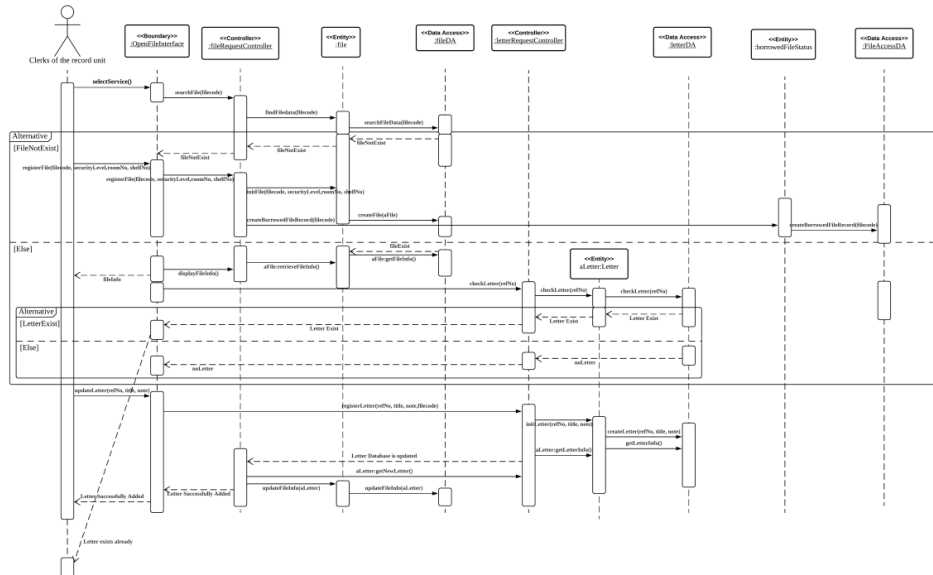 <<Boundary>>
:OpenFileInterface
<<Controller>>
:fileRequestController
<<Entity>>
:file
<<Data Access>>
:fileDA
<<Controller>>
:letterRequestController
<<Data Access>>
:letterDA
<<Entity>>
:borrowedFileStatus
<<Data Access>>
:FileAccessDA
Clerks of the record unit
selectService()
searchFile(filecode)
findFiledata(filecode)
searchFileData(filecode)
Alternative
[FileNotExist]
fileNotExist
fileNotExist
fileNotExist
registerFile(filecode, securityLevel,roomNo, shelfNo)
registerFile(filecode, securityLevel,roomNo, shelfNo)
initFile(filecode, securityLevel,roomNo, shelfNo)
createFile(aFile)
createBorrowedFileRecord(filecode)
createBorrowedFileRecord(filecode)
[Else]
fileExist
aFile:getFileInfo()
aFile:retrieveFileInfo()
displayFileInfo()
fileInfo
<<Entity>>
aLetter:Letter
checkLetter(refNo)
checkLetter(refNo)
checkLetter(refNo)
Alternative
[LetterExist]
Letter Exist
Letter Exist
Letter Exist
[Else]
noLetter
noLetter
updateLetter(refNo, title, note)
registerLetter(refNo, title, note,filecode)
initLetter(refNo, title, note)
createLetter(refNo, title, note)
getLetterInfo()
aLetter:getLetterInfo()
Letter Database is updated
aLetter:getNewLetter()
updateFileInfo(aLetter)
updateFileInfo(aLetter)
Letter Successfully Added
Letter Successfully Added
Letter exists already